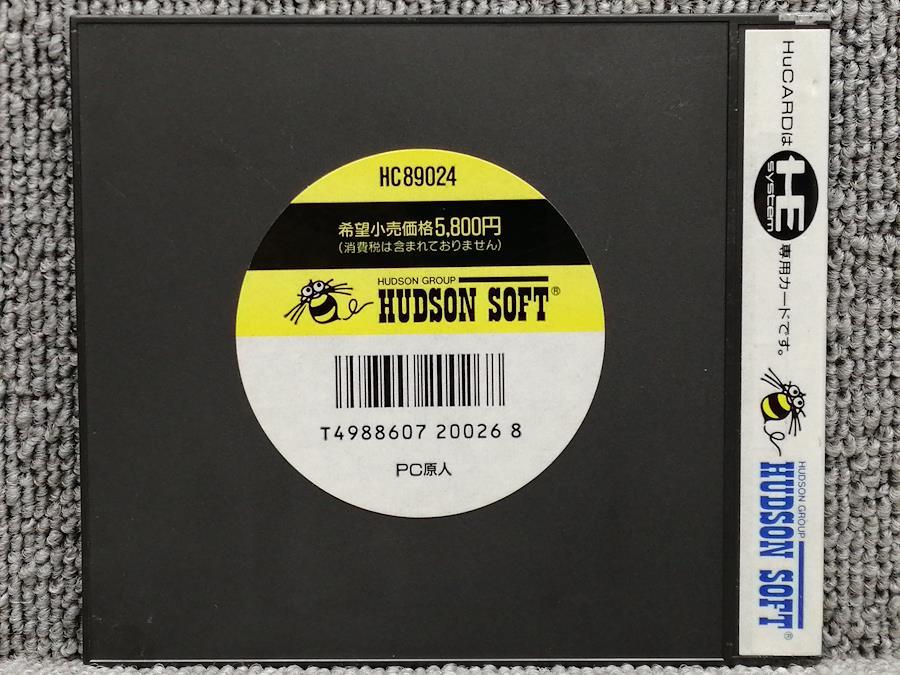 HC89024
希望小売価格5,800円
(消費税は含まれておりません)
HUDSON GROUP
HUDSON SOFT®
T4988607 20026 8
PC原人
HuCARDは HE system 専用カードです。
HUDSON GROUP
HUDSON SOFT®